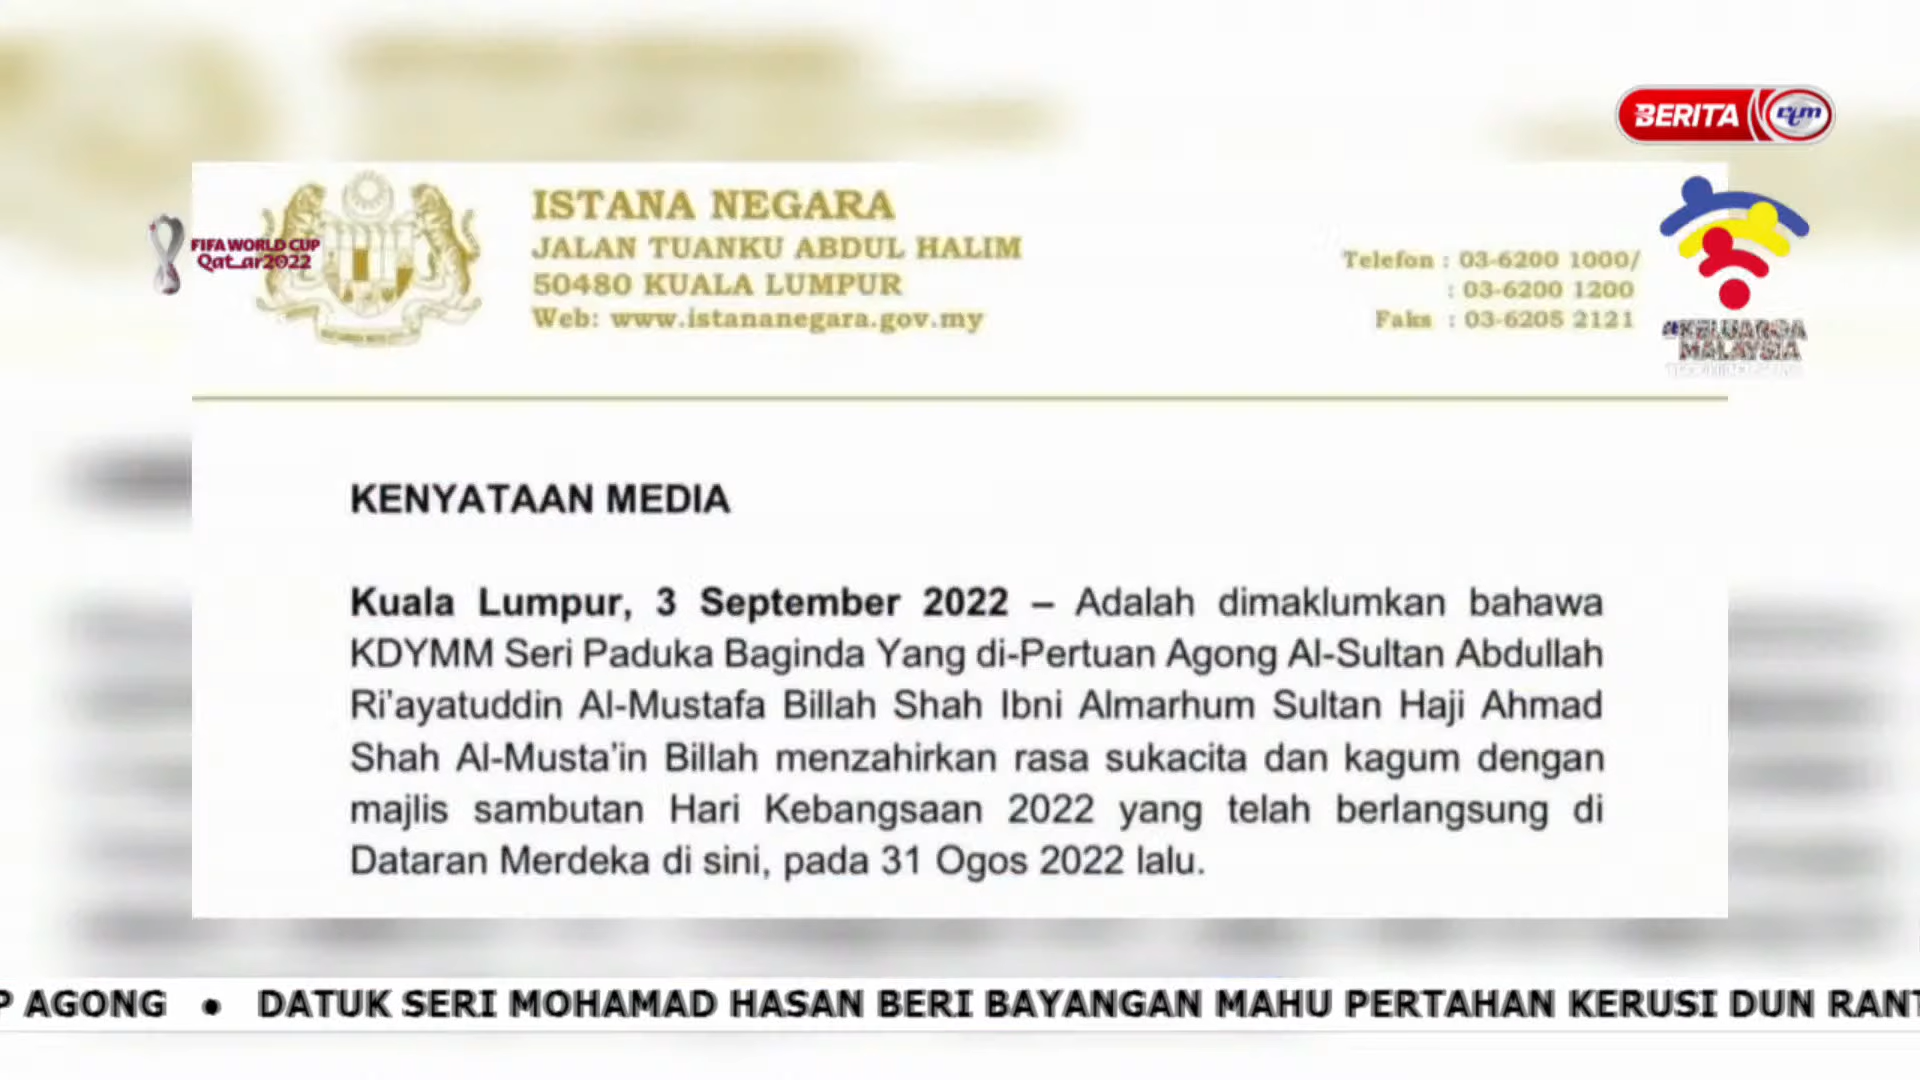 BERITA rtm
FIFA WORLD CUP
Qatar2022
ISTANA NEGARA
JALAN TUANKU ABDUL HALIM
50480 KUALA LUMPUR
Web: www.istananegara.gov.my
Telefon : 03-6200 1000/
: 03-6200 1200
Faks : 03-6205 2121
#KELUARGA
MALAYSIA
KENYATAAN MEDIA
Kuala Lumpur, 3 September 2022 – Adalah dimaklumkan bahawa
KDYMM Seri Paduka Baginda Yang di-Pertuan Agong Al-Sultan Abdullah
Ri'ayatuddin Al-Mustafa Billah Shah Ibni Almarhum Sultan Haji Ahmad
Shah Al-Musta'in Billah menzahirkan rasa sukacita dan kagum dengan
majlis sambutan Hari Kebangsaan 2022 yang telah berlangsung di
Dataran Merdeka di sini, pada 31 Ogos 2022 lalu.
P AGONG • DATUK SERI MOHAMAD HASAN BERI BAYANGAN MAHU PERTAHAN KERUSI DUN RANT